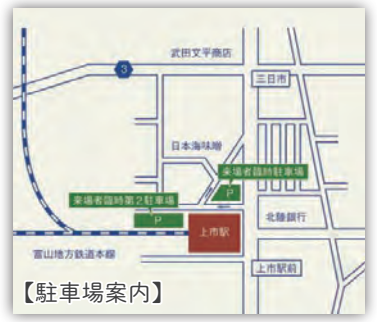 武田文平商店
3
三日市
日本海味噌
来場者臨時駐車場
P
来場者臨時第2駐車場
P
上市駅
北陸銀行
富山地方鉄道本線
上市駅前
【駐車場案内】